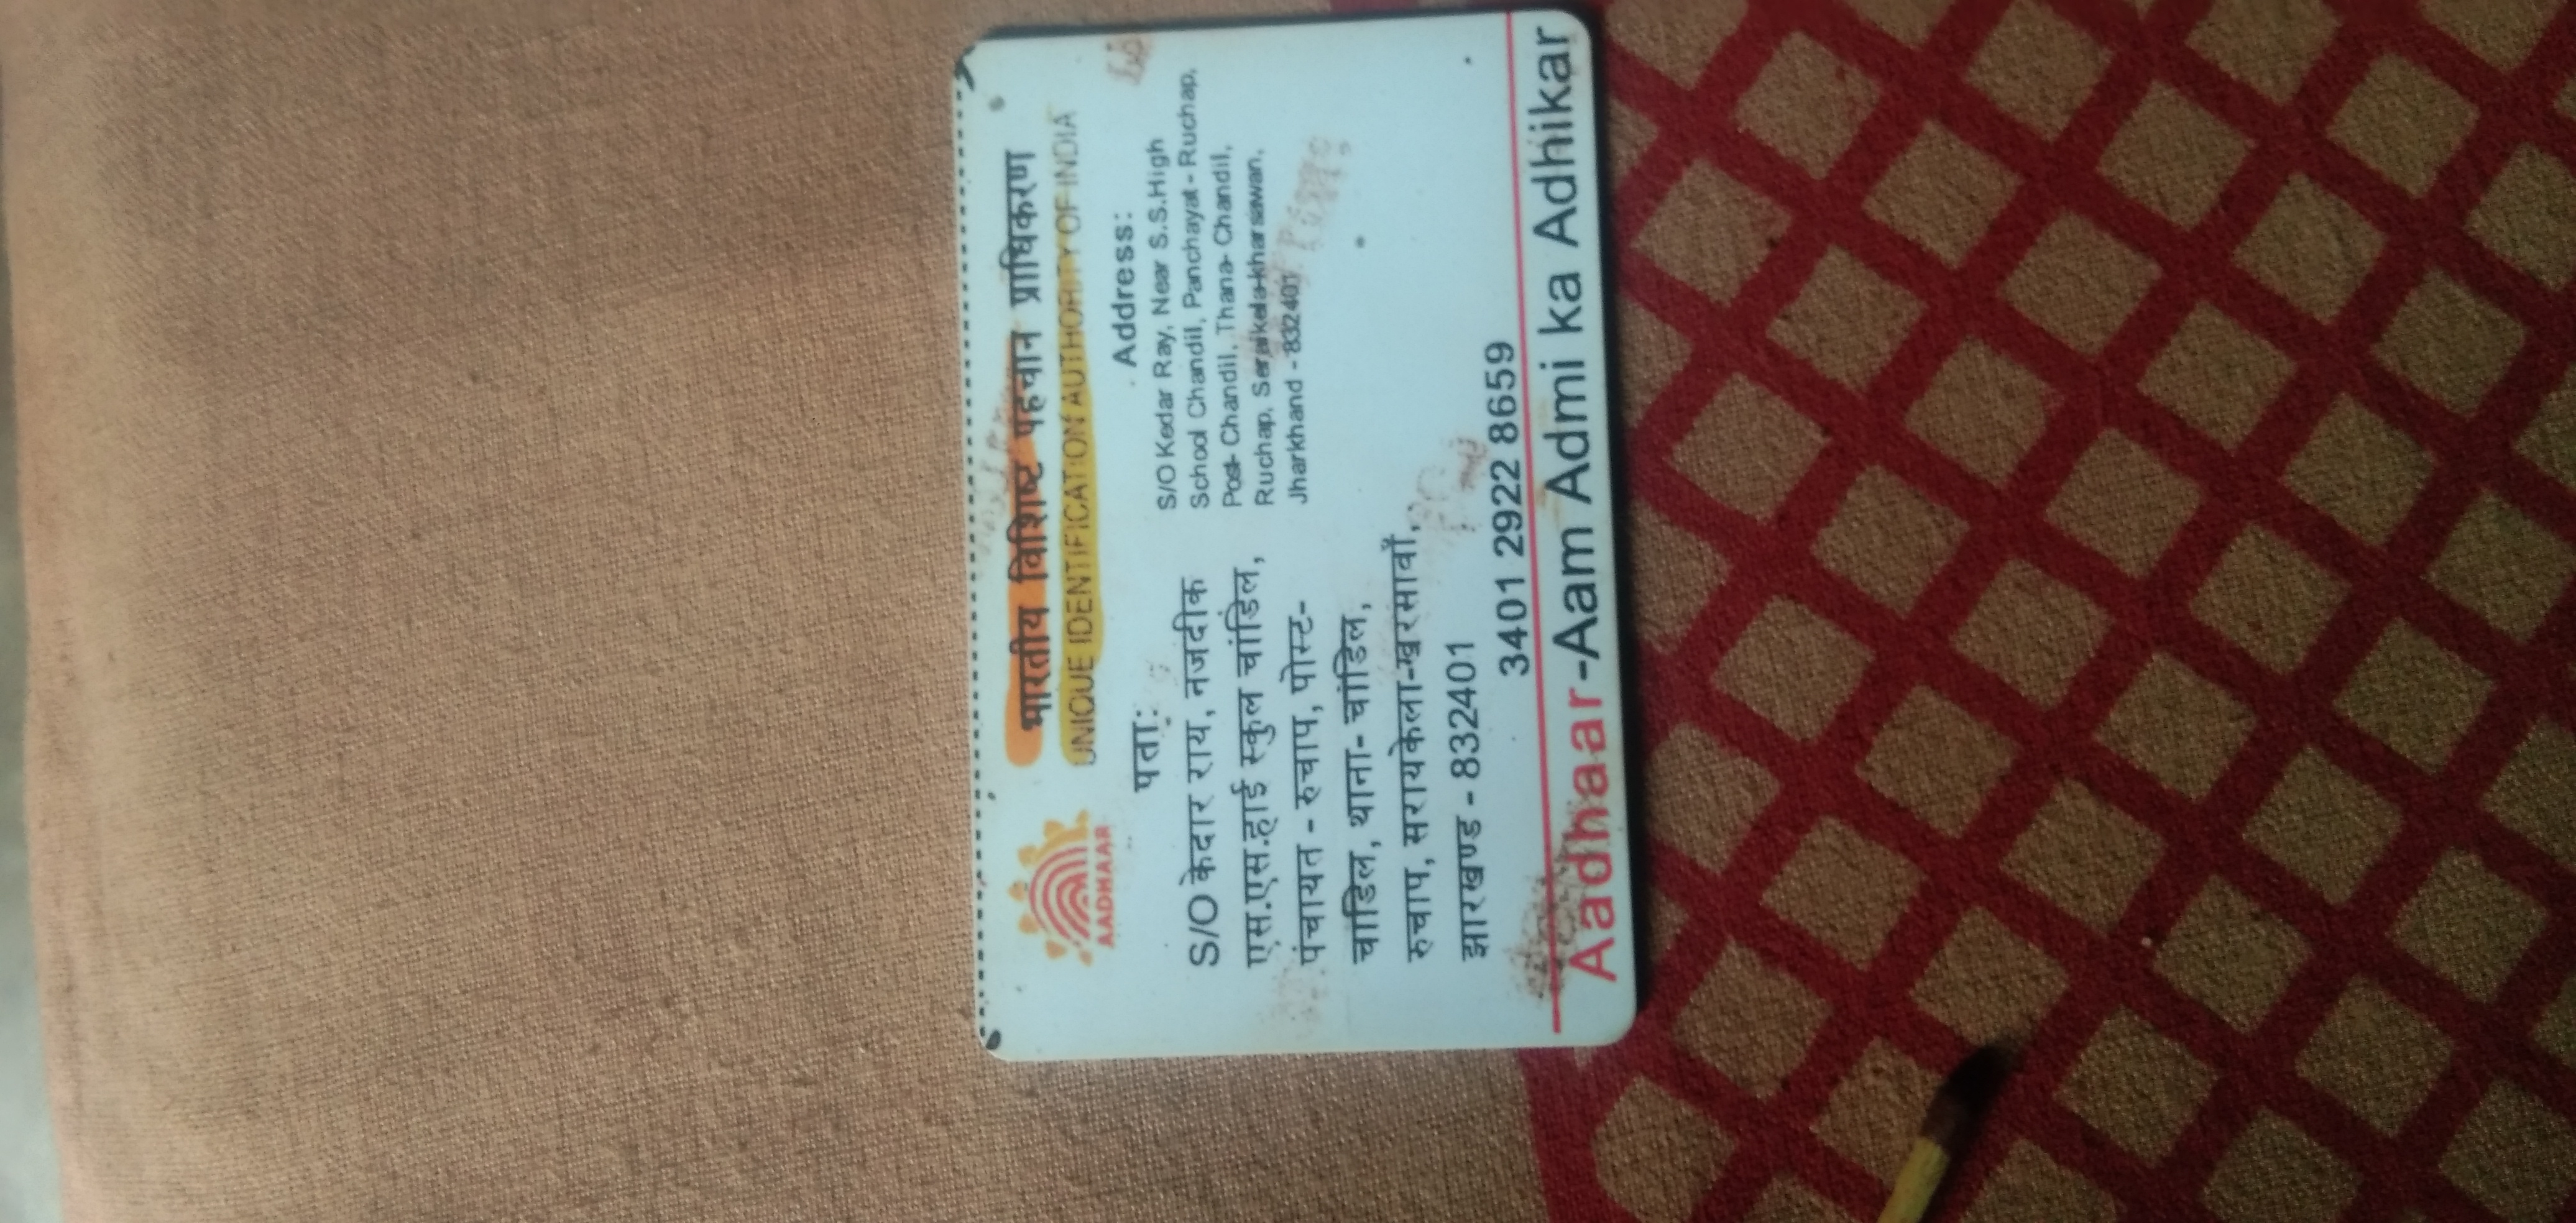 भारतीय विशिष्ट पहचान प्राधिकरण
UNIQUE IDENTIFICATION AUTHORITY OF INDIA
AADHAAR
पता:
S/O केदार राय, नजदीक
एस.एस.हाई स्कुल चांडिल,
पंचायत - रुचाप, पोस्ट-
चांडिल, थाना- चांडिल,
रुचाप, सरायकेला-खरसावाँ,
झारखण्ड - 832401
Address:
S/O Kedar Ray, Near S.S.High
School Chandil, Panchayat - Ruchap,
Post- Chandil, Thana- Chandil,
Ruchap, Seraikela-kharsawan,
Jharkhand - 832401
3401 2922 8659
Aadhaar-Aam Admi ka Adhikar